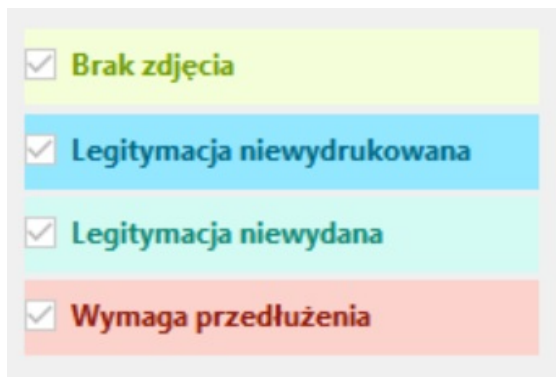 Brak zdjęcia
Legitymacja niewydrukowana
Legitymacja niewydana
Wymaga przedłużenia